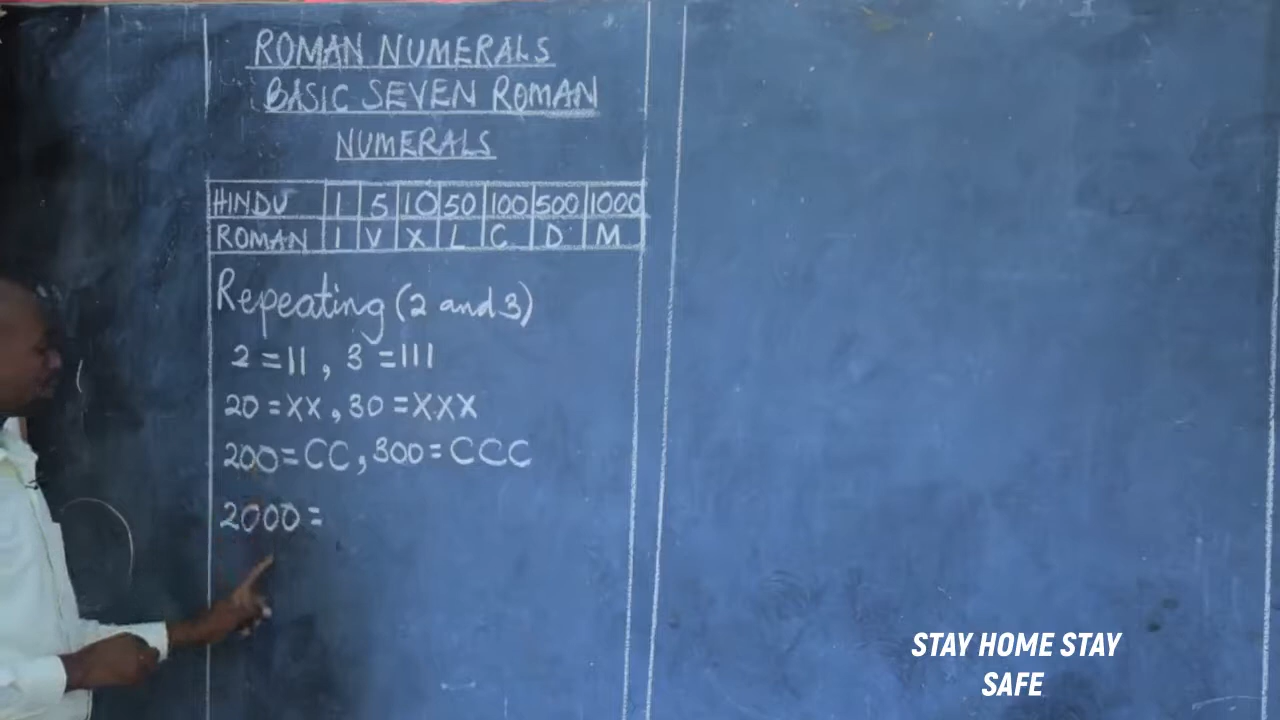 ROMAN NUMERALS
BASIC SEVEN ROMAN
NUMERALS
HINDU 1 5 10 50 100 500 1000
ROMAN I V X L C D M
Repeating (2 and 3)
2 = II, 3 = III
20 = XX, 30 = XXX
200 = CC, 300 = CCC
2000 =
STAY HOME STAY
SAFE